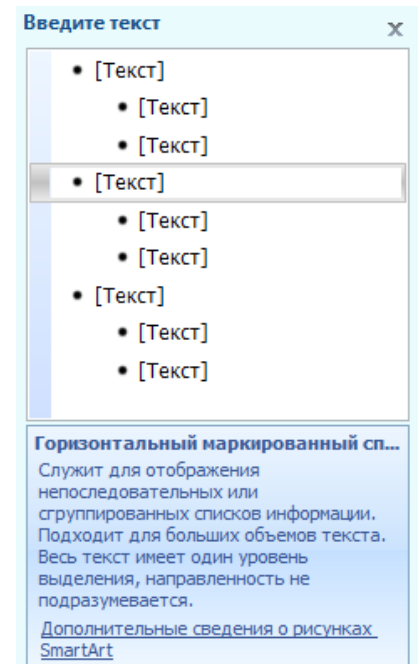 Введите текст
[Текст]
[Текст]
[Текст]
[Текст]
[Текст]
[Текст]
[Текст]
[Текст]
[Текст]
Горизонтальный маркированный сп...
Служит для отображения
непоследовательных или
сгруппированных списков информации.
Подходит для больших объемов текста.
Весь текст имеет один уровень
выделения, направленность не
подразумевается.
Дополнительные сведения о рисунках
SmartArt